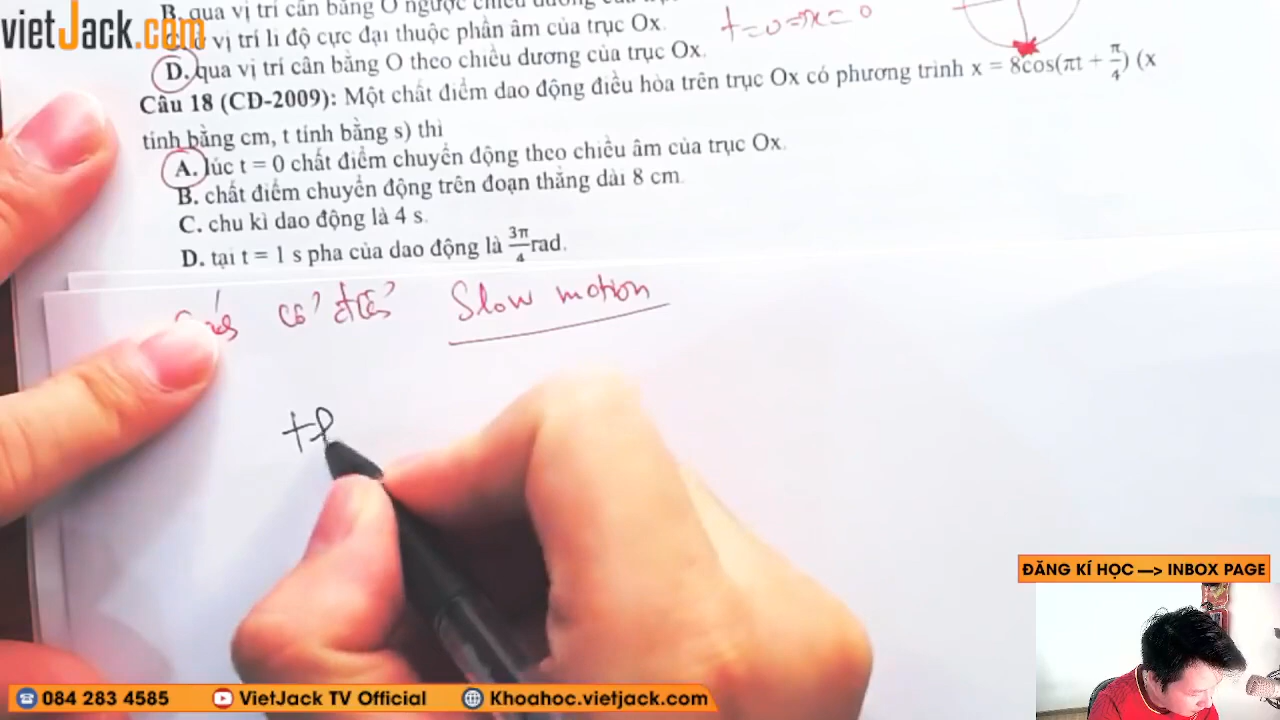 vietJack.com
B. qua vị trí cân bằng O ngược chiều dương của trục
vị trí li độ cực đại thuộc phần âm của trục Ox.
t=0 ⇒ x = 0
D. qua vị trí cân bằng O theo chiều dương của trục Ox.
Câu 18 (CD-2009): Một chất điểm dao động điều hòa trên trục Ox có phương trình x = 8cos(πt + π/4) (x
tính bằng cm, t tính bằng s) thì
A. lúc t = 0 chất điểm chuyển động theo chiều âm của trục Ox.
B. chất điểm chuyển động trên đoạn thẳng dài 8 cm.
C. chu kì dao động là 4 s.
D. tại t = 1 s pha của dao động là 3π/4 rad.
Slow motion
ĐĂNG KÍ HỌC —> INBOX PAGE
084 283 4585
VietJack TV Official
Khoahoc.vietjack.com